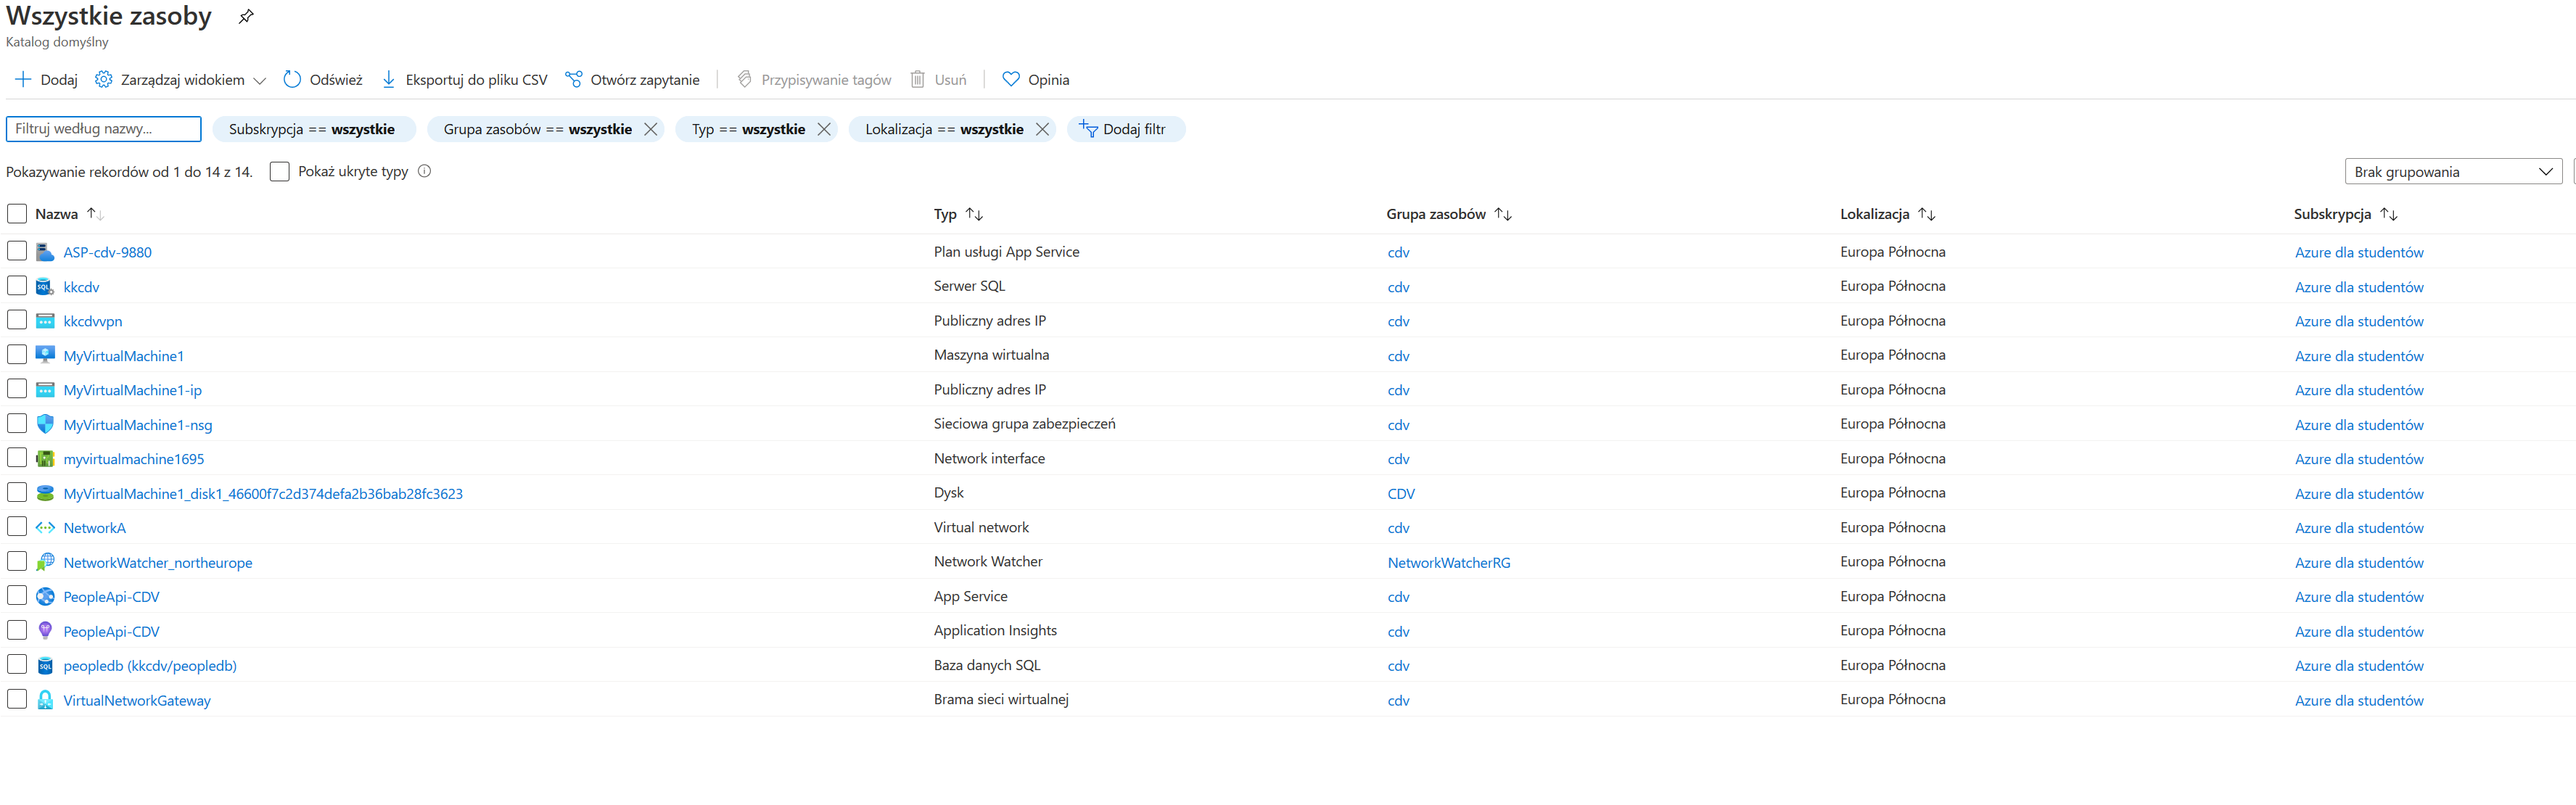 Wszystkie zasoby
Katalog domyślny
Dodaj Zarządzaj widokiem Odśwież Eksportuj do pliku CSV Otwórz zapytanie Przypisywanie tagów Usuń Opinia
Filtruj według nazwy... Subskrypcja == wszystkie Grupa zasobów == wszystkie Typ == wszystkie Lokalizacja == wszystkie Dodaj filtr
Pokazywanie rekordów od 1 do 14 z 14. Pokaż ukryte typy Brak grupowania
Nazwa Typ Grupa zasobów Lokalizacja Subskrypcja
ASP-cdv-9880 Plan usługi App Service cdv Europa Północna Azure dla studentów
kkcdv Serwer SQL cdv Europa Północna Azure dla studentów
kkcdvvpn Publiczny adres IP cdv Europa Północna Azure dla studentów
MyVirtualMachine1 Maszyna wirtualna cdv Europa Północna Azure dla studentów
MyVirtualMachine1-ip Publiczny adres IP cdv Europa Północna Azure dla studentów
MyVirtualMachine1-nsg Sieciowa grupa zabezpieczeń cdv Europa Północna Azure dla studentów
myvirtualmachine1695 Network interface cdv Europa Północna Azure dla studentów
MyVirtualMachine1_disk1_46600f7c2d374defa2b36bab28fc3623 Dysk CDV Europa Północna Azure dla studentów
NetworkA Virtual network cdv Europa Północna Azure dla studentów
NetworkWatcher_northeurope Network Watcher NetworkWatcherRG Europa Północna Azure dla studentów
PeopleApi-CDV App Service cdv Europa Północna Azure dla studentów
PeopleApi-CDV Application Insights cdv Europa Północna Azure dla studentów
peopledb (kkcdv/peopledb) Baza danych SQL cdv Europa Północna Azure dla studentów
VirtualNetworkGateway Brama sieci wirtualnej cdv Europa Północna Azure dla studentów